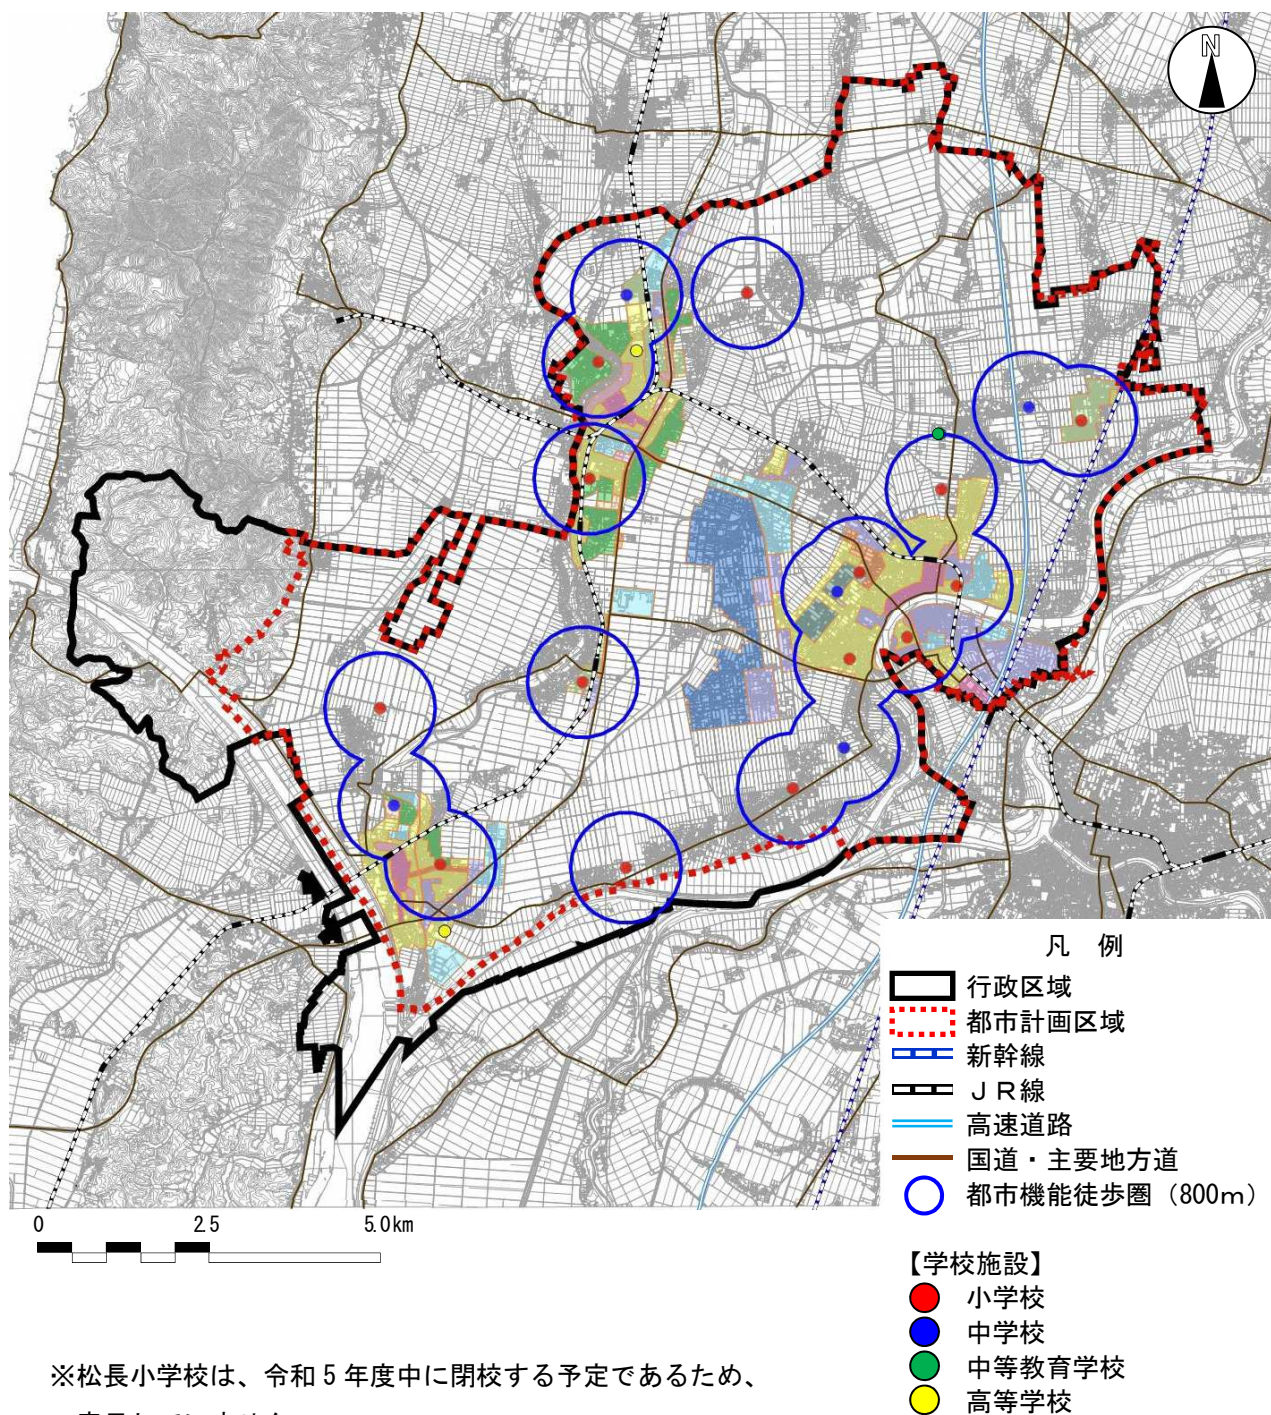 N
凡 例
行政区域
都市計画区域
新幹線
ＪＲ線
高速道路
国道・主要地方道
都市機能徒歩圏（800ｍ）
0 2.5 5.0km
【学校施設】
小学校
中学校
中等教育学校
高等学校
※松長小学校は、令和５年度中に閉校する予定であるため、